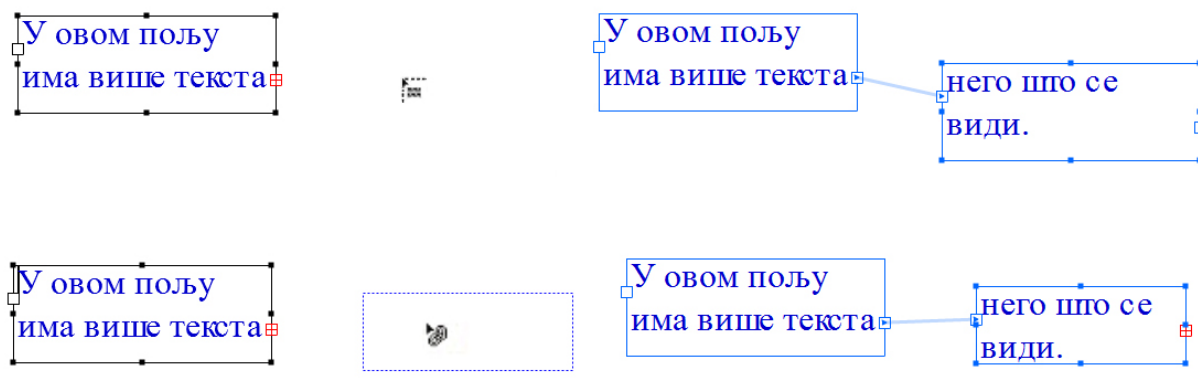 У овом пољу
има више текста
У овом пољу
има више текста
него што се
види.
У овом пољу
има више текста
У овом пољу
има више текста
него што се
види.